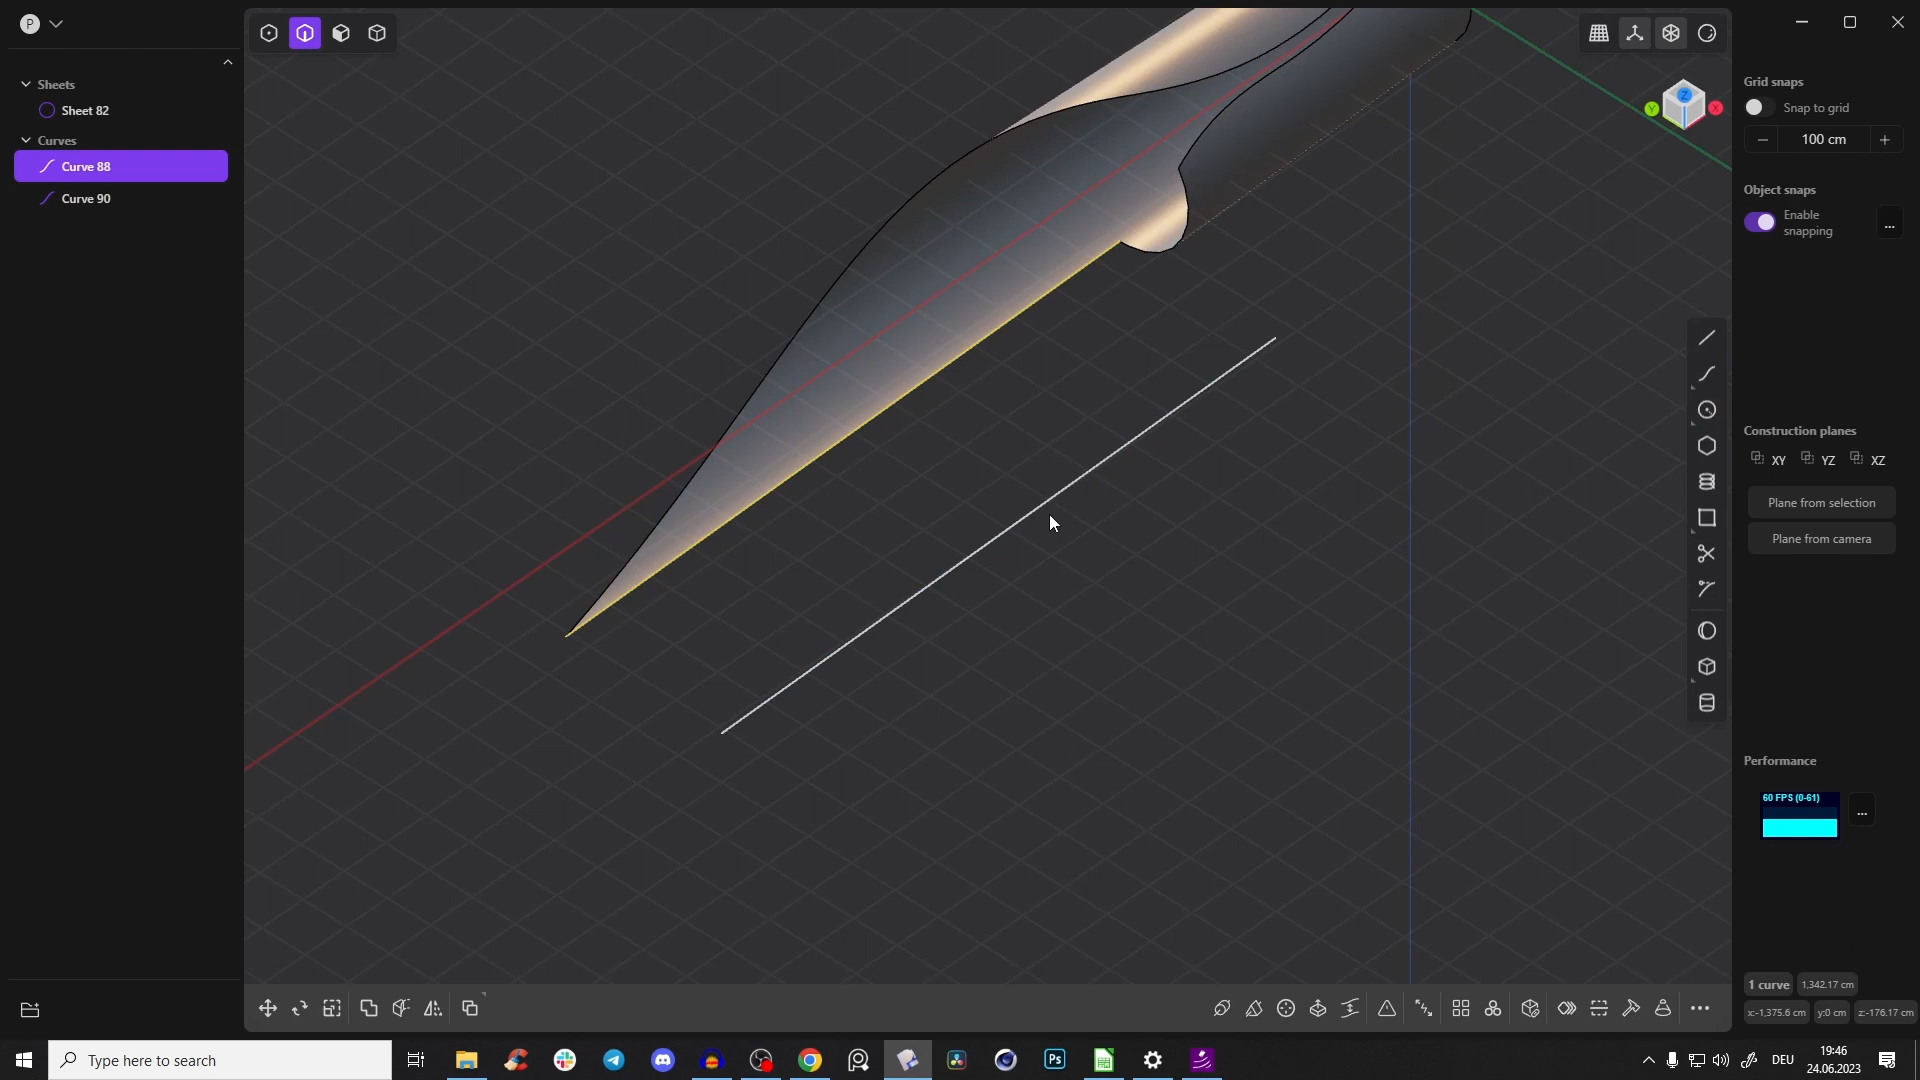 P
Sheets
Sheet 82
Curves
Curve 88
Curve 90
Z
Y
X
Grid snaps
Snap to grid
100 cm
Object snaps
Enable
snapping
...
Construction planes
XY
YZ
XZ
Plane from selection
Plane from camera
Performance
60 FPS (0-61)
...
1 curve
1,342.17 cm
x:-1,375.6 cm
y:0 cm
z:-176.17 cm
Type here to search
Ps
DEU
19:46
24.06.2023